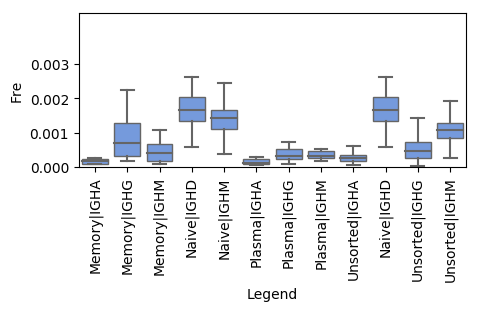 Fre
0.003
0.002
0.001
0.000
Memory|IGHA
Memory|IGHG
Memory|IGHM
Naive|IGHD
Naive|IGHM
Plasma|IGHA
Plasma|IGHG
Plasma|IGHM
Unsorted|IGHA
Naive|IGHD
Unsorted|IGHG
Unsorted|IGHM
Legend